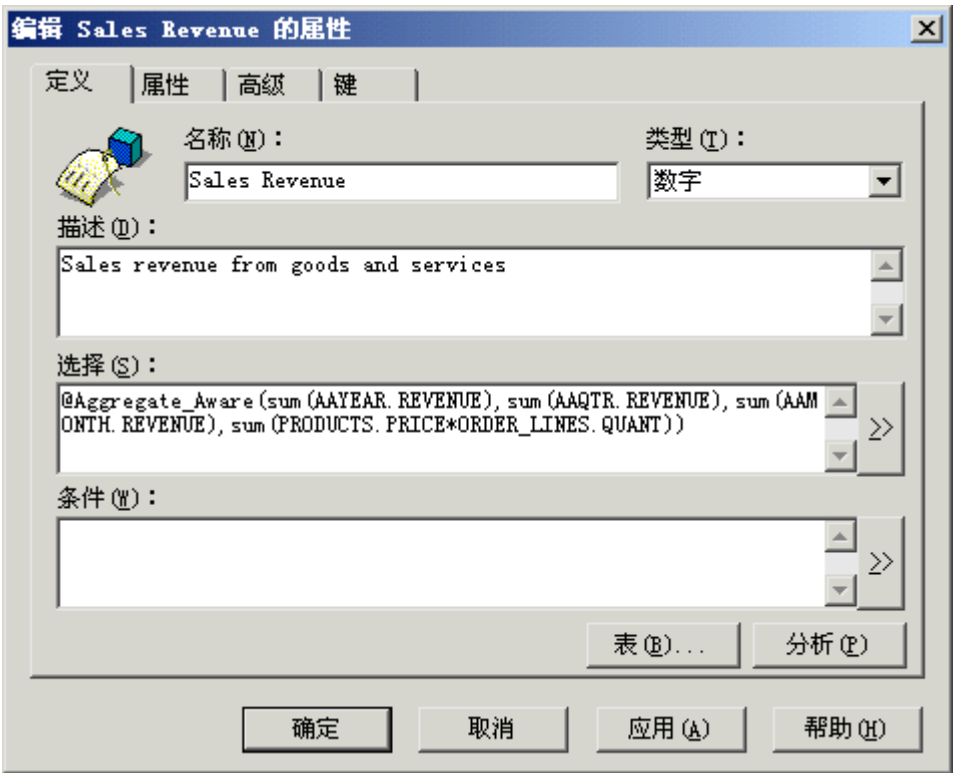 编辑 Sales Revenue 的属性
定义 属性 高级 键
名称(N)： 类型(T)：
Sales Revenue 数字
描述(D)：
Sales revenue from goods and services
选择(S)：
@Aggregate_Aware(sum(AAYEAR.REVENUE),sum(AAQTR.REVENUE),sum(AAM
ONTH.REVENUE),sum(PRODUCTS.PRICE*ORDER_LINES.QUANT))
>>
条件(W)：
>>
表(B)... 分析(P)
确定 取消 应用(A) 帮助(H)